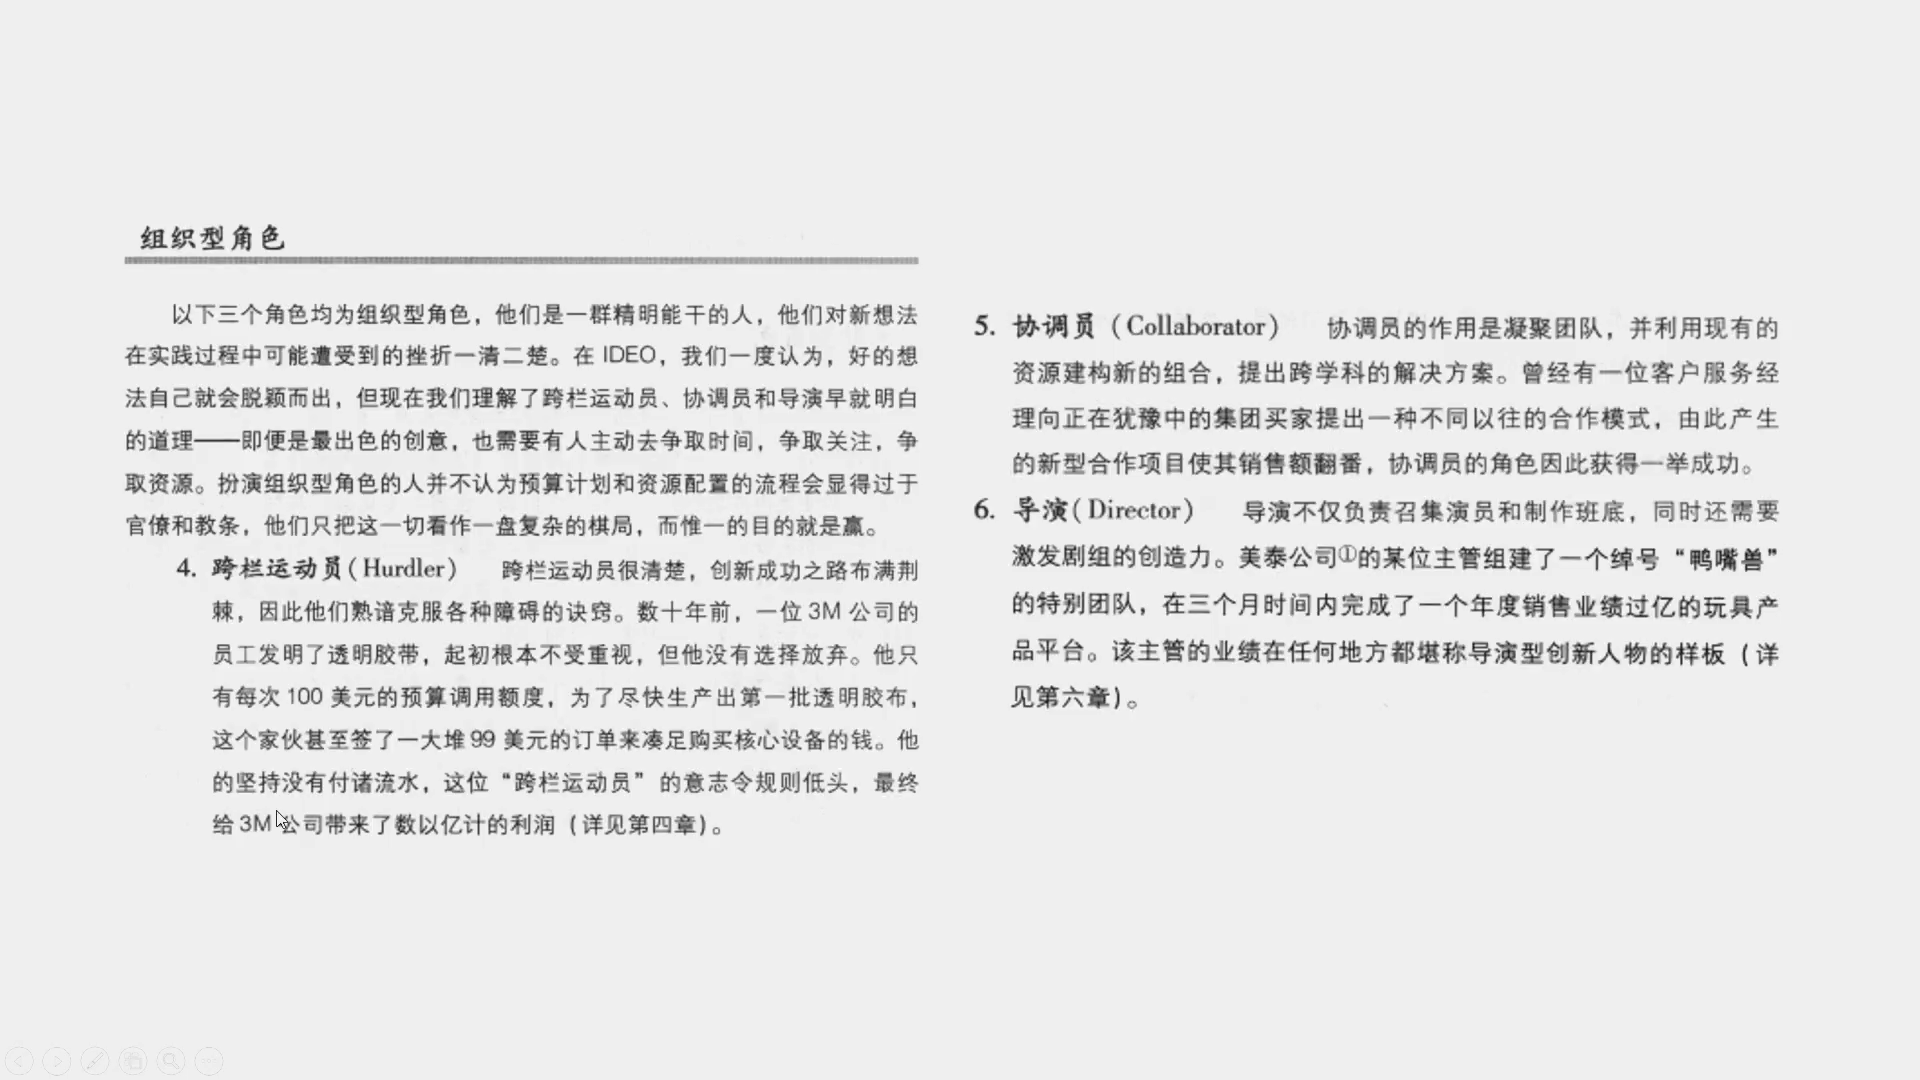 组织型角色
以下三个角色均为组织型角色，他们是一群精明能干的人，他们对新想法
在实践过程中可能遭受到的挫折一清二楚。在 IDEO，我们一度认为，好的想
法自己就会脱颖而出，但现在我们理解了跨栏运动员、协调员和导演早就明白
的道理——即便是最出色的创意，也需要有人主动去争取时间，争取关注，争
取资源。扮演组织型角色的人并不认为预算计划和资源配置的流程会显得过于
官僚和教条，他们只把这一切看作一盘复杂的棋局，而惟一的目的就是赢。
4. 跨栏运动员(Hurdler) 跨栏运动员很清楚，创新成功之路布满荆
棘，因此他们熟谙克服各种障碍的诀窍。数十年前，一位 3M 公司的
员工发明了透明胶带，起初根本不受重视，但他没有选择放弃。他只
有每次 100 美元的预算调用额度，为了尽快生产出第一批透明胶布，
这个家伙甚至签了一大堆 99 美元的订单来凑足购买核心设备的钱。他
的坚持没有付诸流水，这位“跨栏运动员”的意志令规则低头，最终
给 3M 公司带来了数以亿计的利润（详见第四章）。
5. 协调员（Collaborator） 协调员的作用是凝聚团队，并利用现有的
资源建构新的组合，提出跨学科的解决方案。曾经有一位客户服务经
理向正在犹豫中的集团买家提出一种不同以往的合作模式，由此产生
的新型合作项目使其销售额翻番，协调员的角色因此获得一举成功。
6. 导演(Director) 导演不仅负责召集演员和制作班底，同时还需要
激发剧组的创造力。美泰公司①的某位主管组建了一个绰号“鸭嘴兽”
的特别团队，在三个月时间内完成了一个年度销售业绩过亿的玩具产
品平台。该主管的业绩在任何地方都堪称导演型创新人物的样板（详
见第六章）。